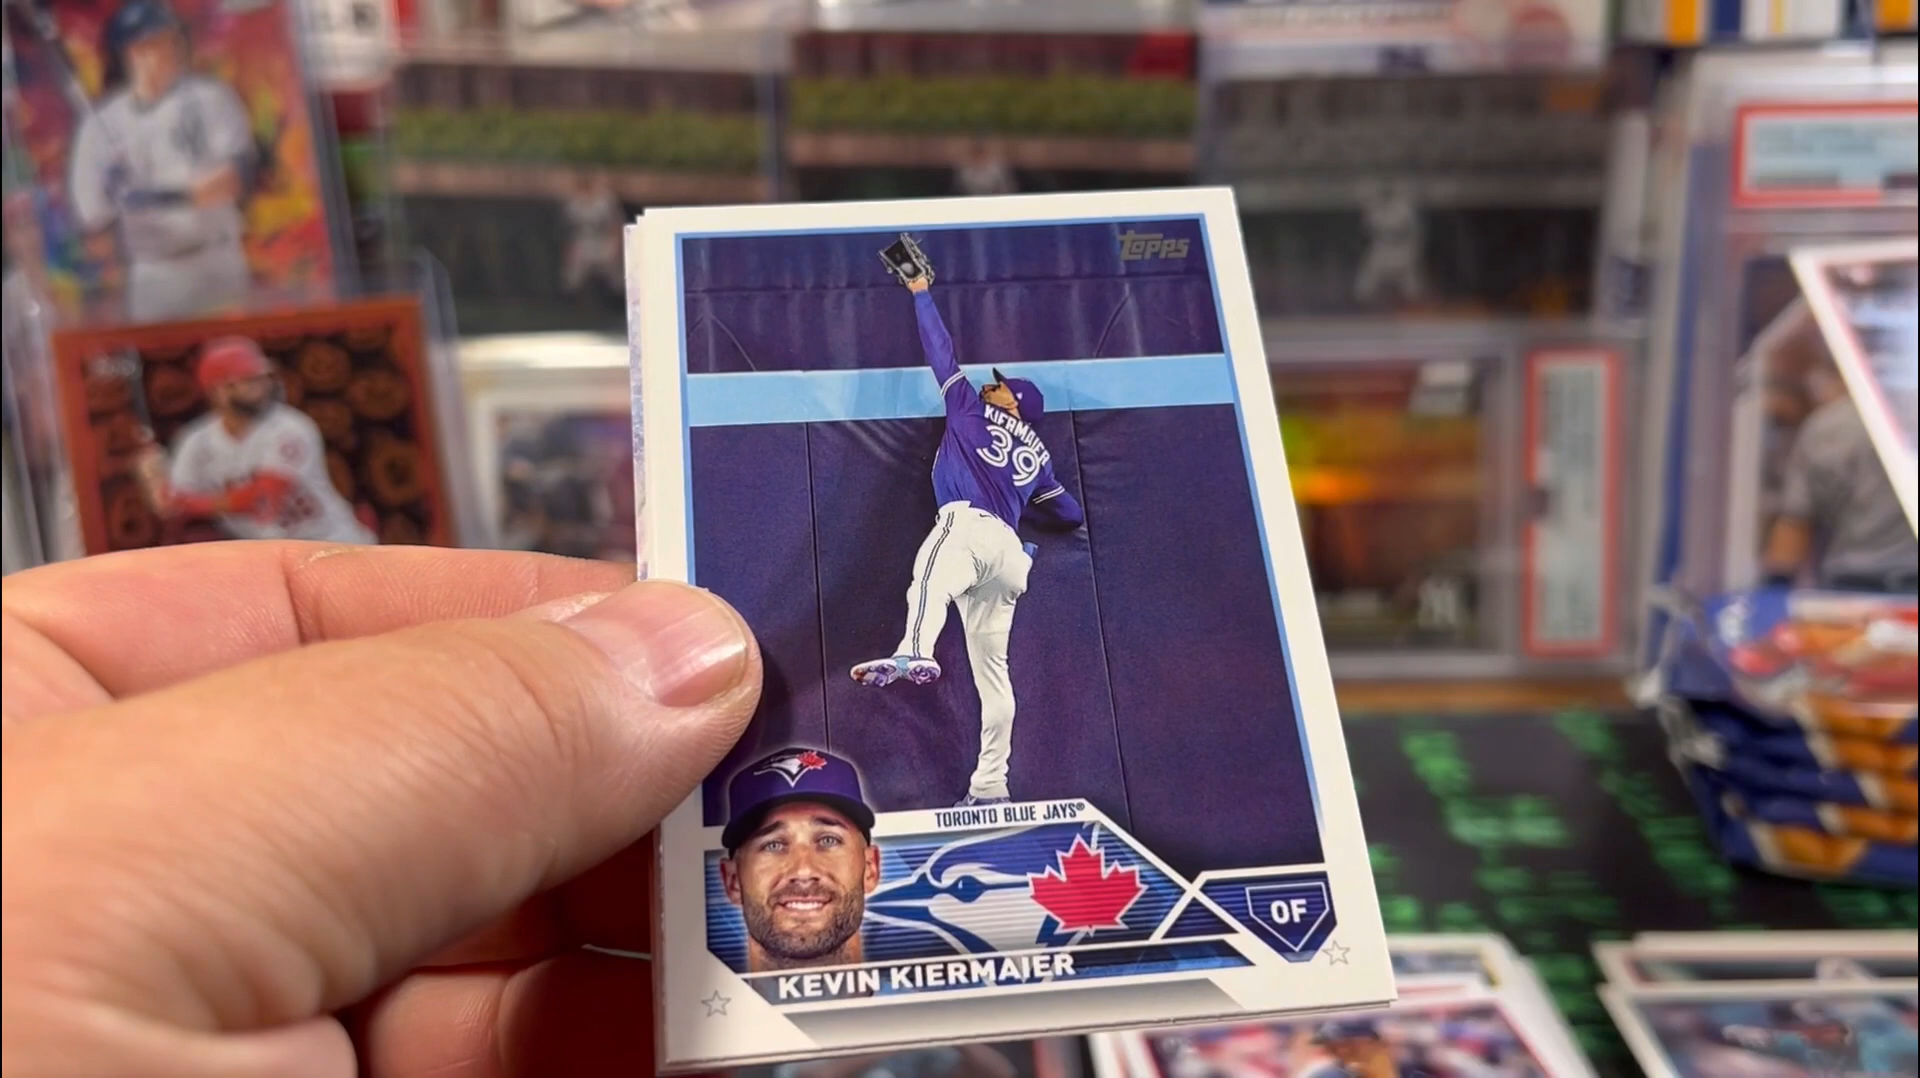 Topps
KIERMAIER
39
TORONTO BLUE JAYS®
OF
KEVIN KIERMAIER